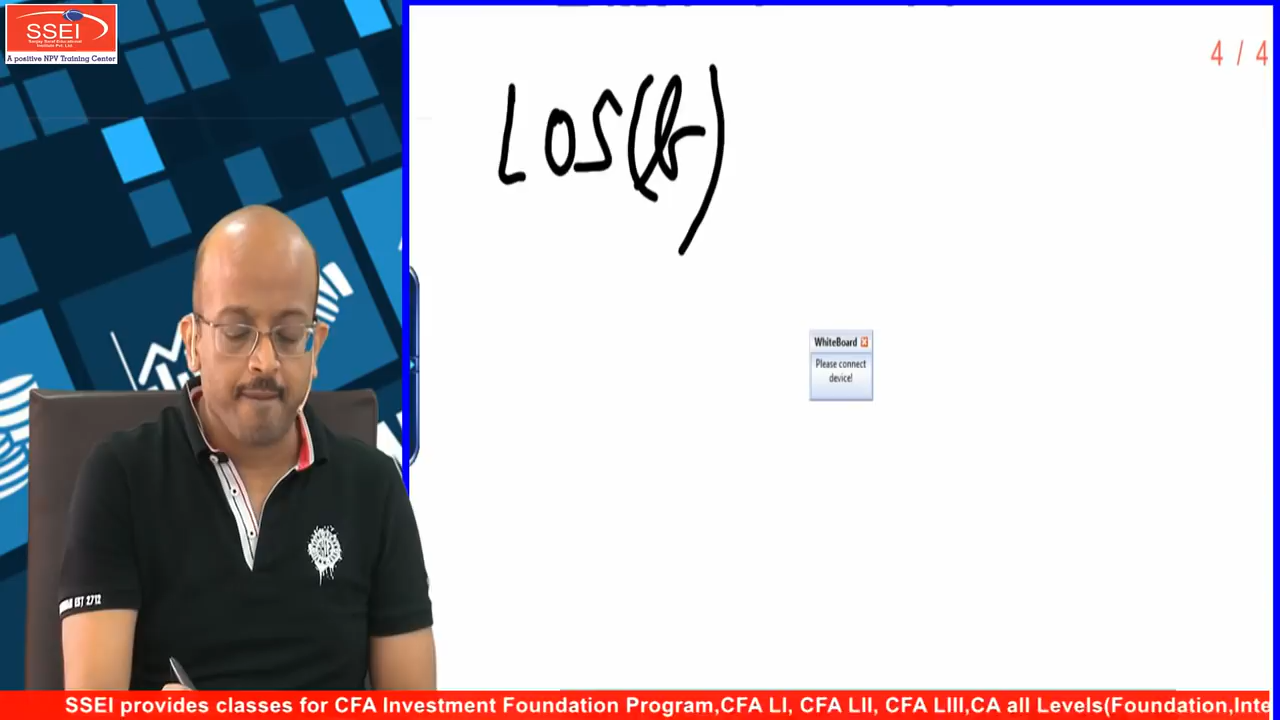 SSEI
A positive NPV Training Center
4 / 4
LOS(b)
WhiteBoard
Please connect
device!
SSEI provides classes for CFA Investment Foundation Program,CFA LI, CFA LII, CFA LIII,CA all Levels(Foundation,Inte